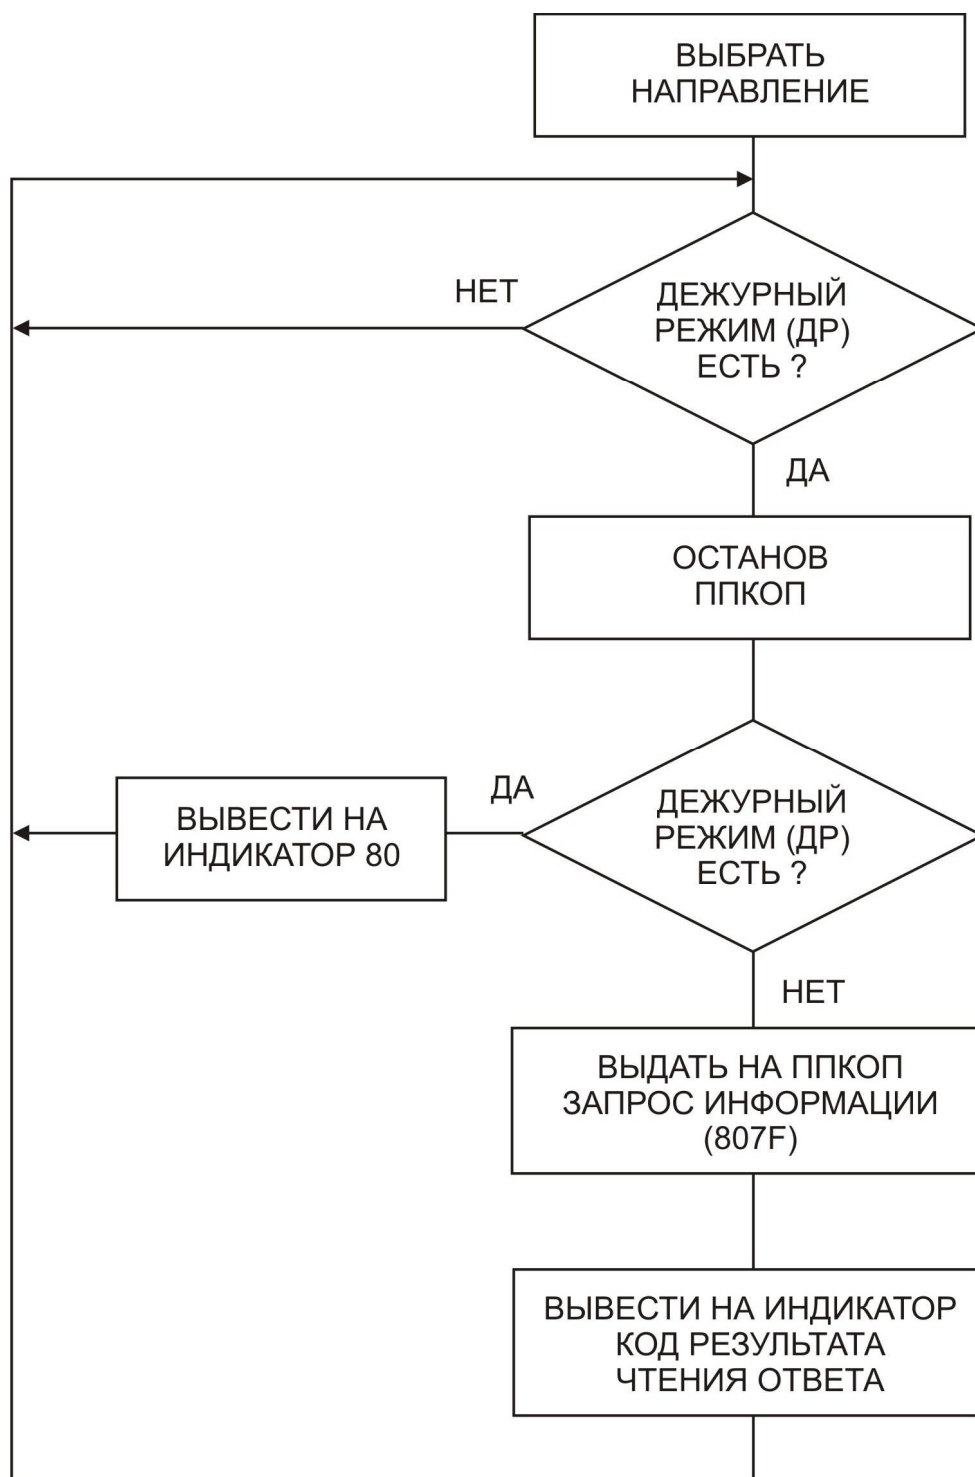 ВЫБРАТЬ
НАПРАВЛЕНИЕ
НЕТ
ДЕЖУРНЫЙ
РЕЖИМ (ДР)
ЕСТЬ ?
ДА
ОСТАНОВ
ППКОП
ДА
ВЫВЕСТИ НА
ИНДИКАТОР 80
ДЕЖУРНЫЙ
РЕЖИМ (ДР)
ЕСТЬ ?
НЕТ
ВЫДАТЬ НА ППКОП
ЗАПРОС ИНФОРМАЦИИ
(807F)
ВЫВЕСТИ НА ИНДИКАТОР
КОД РЕЗУЛЬТАТА
ЧТЕНИЯ ОТВЕТА